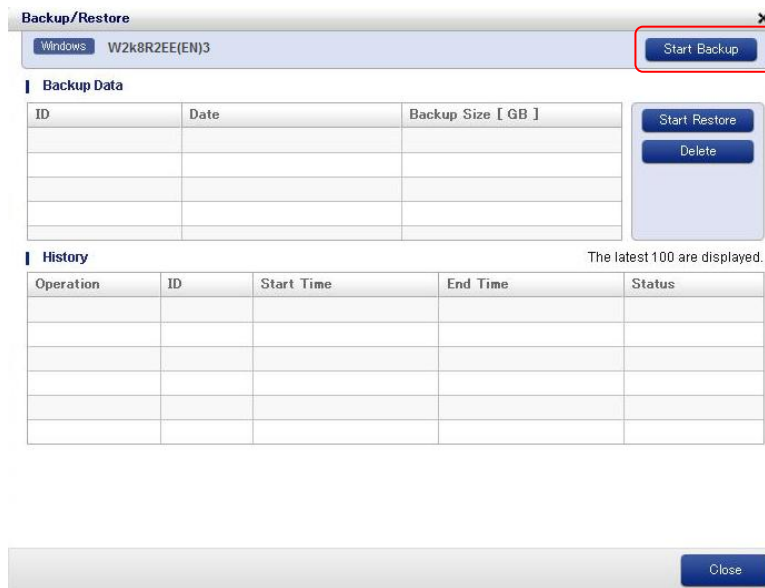 Backup/Restore
Windows W2k8R2EE(EN)3 Start Backup
Backup Data
ID Date Backup Size [ GB ]
Start Restore
Delete
History The latest 100 are displayed.
Operation ID Start Time End Time Status
Close